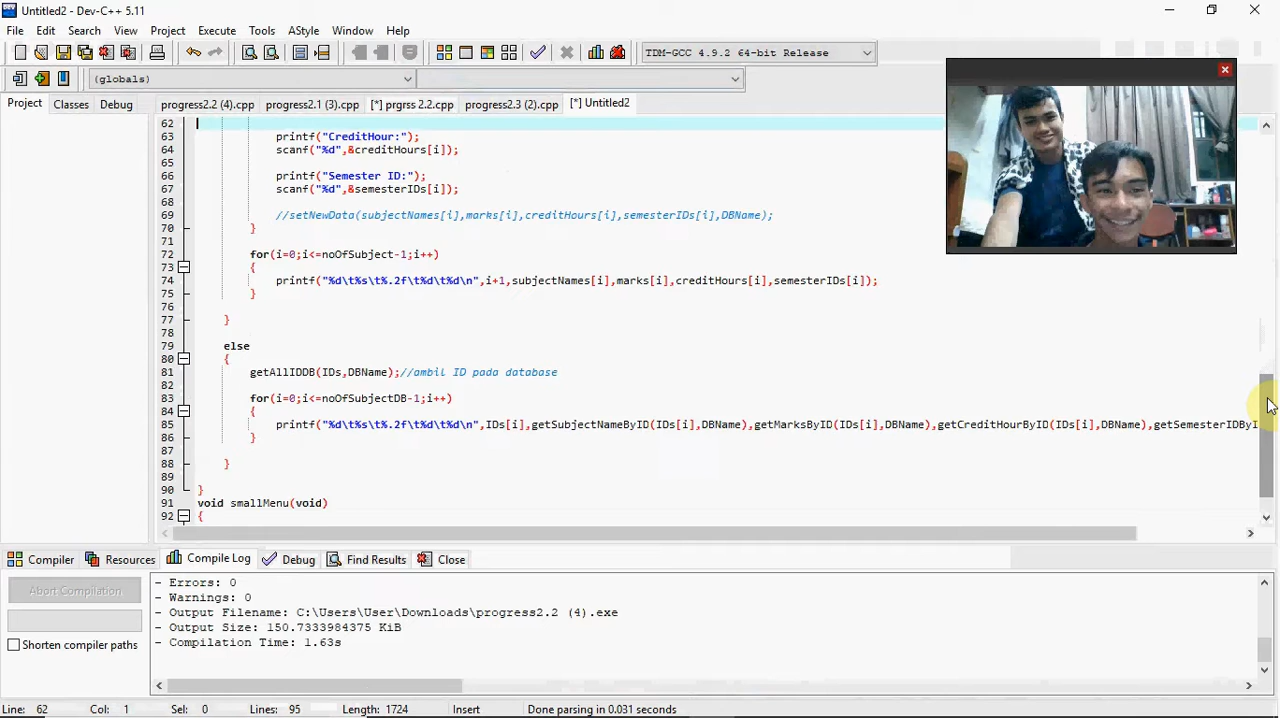 Untitled2 - Dev-C++ 5.11
File Edit Search View Project Execute Tools AStyle Window Help
TDM-GCC 4.9.2 64-bit Release
(globals)
Project Classes Debug progress2.2 (4).cpp progress2.1 (3).cpp [*] prgrss 2.2.cpp progress2.3 (2).cpp [*] Untitled2
62
63 printf("CreditHour:");
64 scanf("%d",&creditHours[i]);
65
66 printf("Semester ID:");
67 scanf("%d",&semesterIDs[i]);
68
69 //setNewData(subjectNames[i],marks[i],creditHours[i],semesterIDs[i],DBName);
70 }
71
72 for(i=0;i<=noOfSubject-1;i++)
73 {
74 printf("%d\t%s\t%.2f\t%d\t%d\n",i+1,subjectNames[i],marks[i],creditHours[i],semesterIDs[i]);
75 }
76
77 }
78
79 else
80 {
81 getAllIDDB(IDs,DBName);//ambil ID pada database
82
83 for(i=0;i<=noOfSubjectDB-1;i++)
84 {
85 printf("%d\t%s\t%.2f\t%d\t%d\n",IDs[i],getSubjectNameByID(IDs[i],DBName),getMarksByID(IDs[i],DBName),getCreditHourByID(IDs[i],DBName),getSemesterIDByI
86 }
87
88 }
89
90 }
91 void smallMenu(void)
92 {
Compiler Resources Compile Log Debug Find Results Close
Abort Compilation
Shorten compiler paths
- Errors: 0
- Warnings: 0
- Output Filename: C:\Users\User\Downloads\progress2.2 (4).exe
- Output Size: 150.7333984375 KiB
- Compilation Time: 1.63s
Line: 62 Col: 1 Sel: 0 Lines: 95 Length: 1724 Insert Done parsing in 0.031 seconds